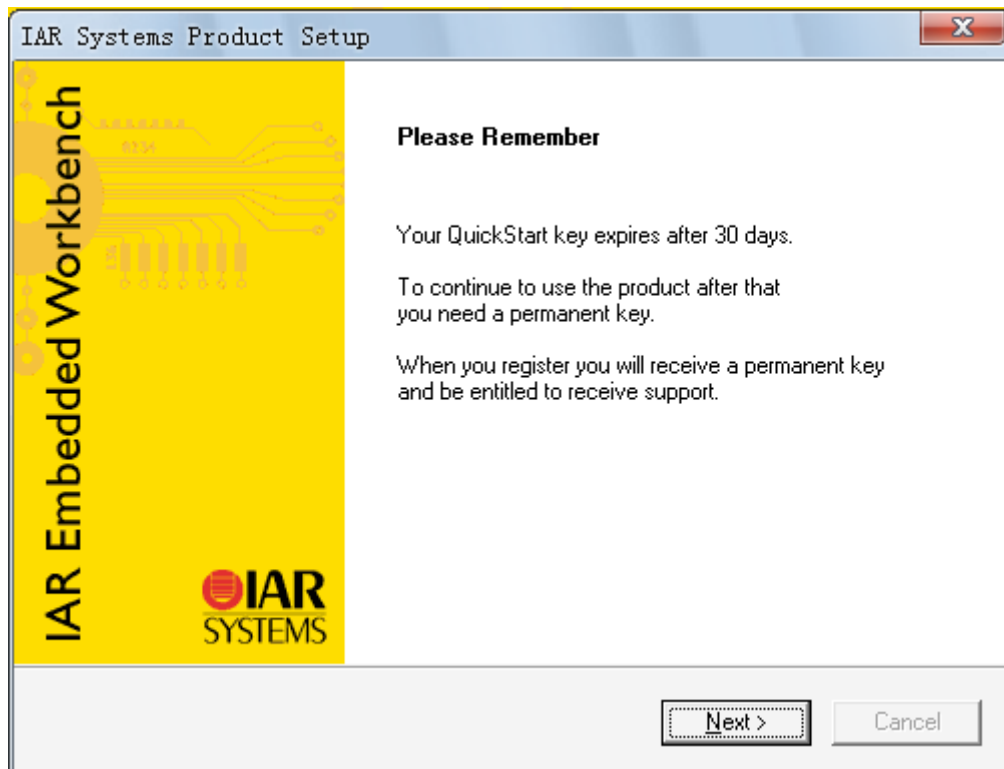 IAR Systems Product Setup
IAR Embedded Workbench
8234
Please Remember
Your QuickStart key expires after 30 days.
To continue to use the product after that
you need a permanent key.
When you register you will receive a permanent key
and be entitled to receive support.
IAR
SYSTEMS
Next >
Cancel